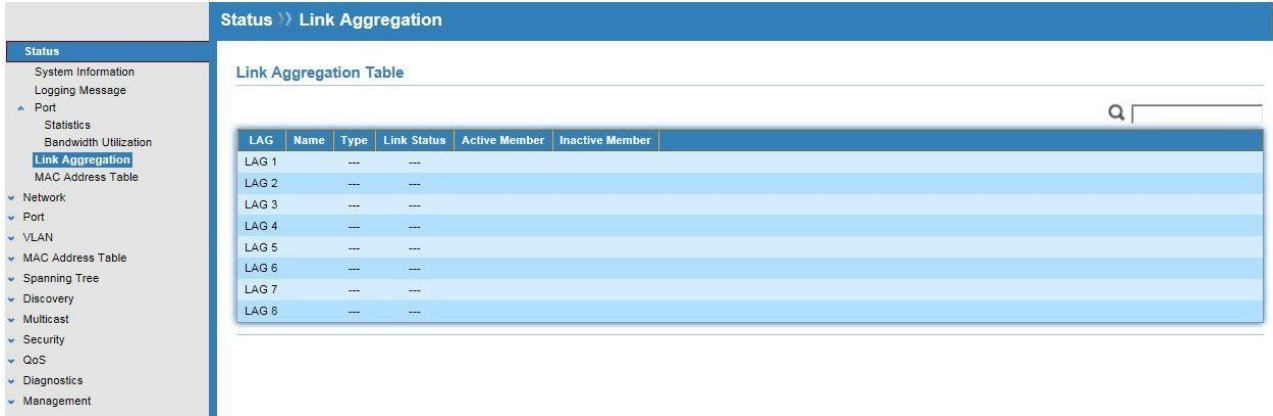 Status » Link Aggregation
Status
System Information
Logging Message
Port
Statistics
Bandwidth Utilization
Link Aggregation
MAC Address Table
Network
Port
VLAN
MAC Address Table
Spanning Tree
Discovery
Multicast
Security
QoS
Diagnostics
Management
Link Aggregation Table
LAG Name Type Link Status Active Member Inactive Member
LAG 1 --- ---
LAG 2 --- ---
LAG 3 --- ---
LAG 4 --- ---
LAG 5 --- ---
LAG 6 --- ---
LAG 7 --- ---
LAG 8 --- ---